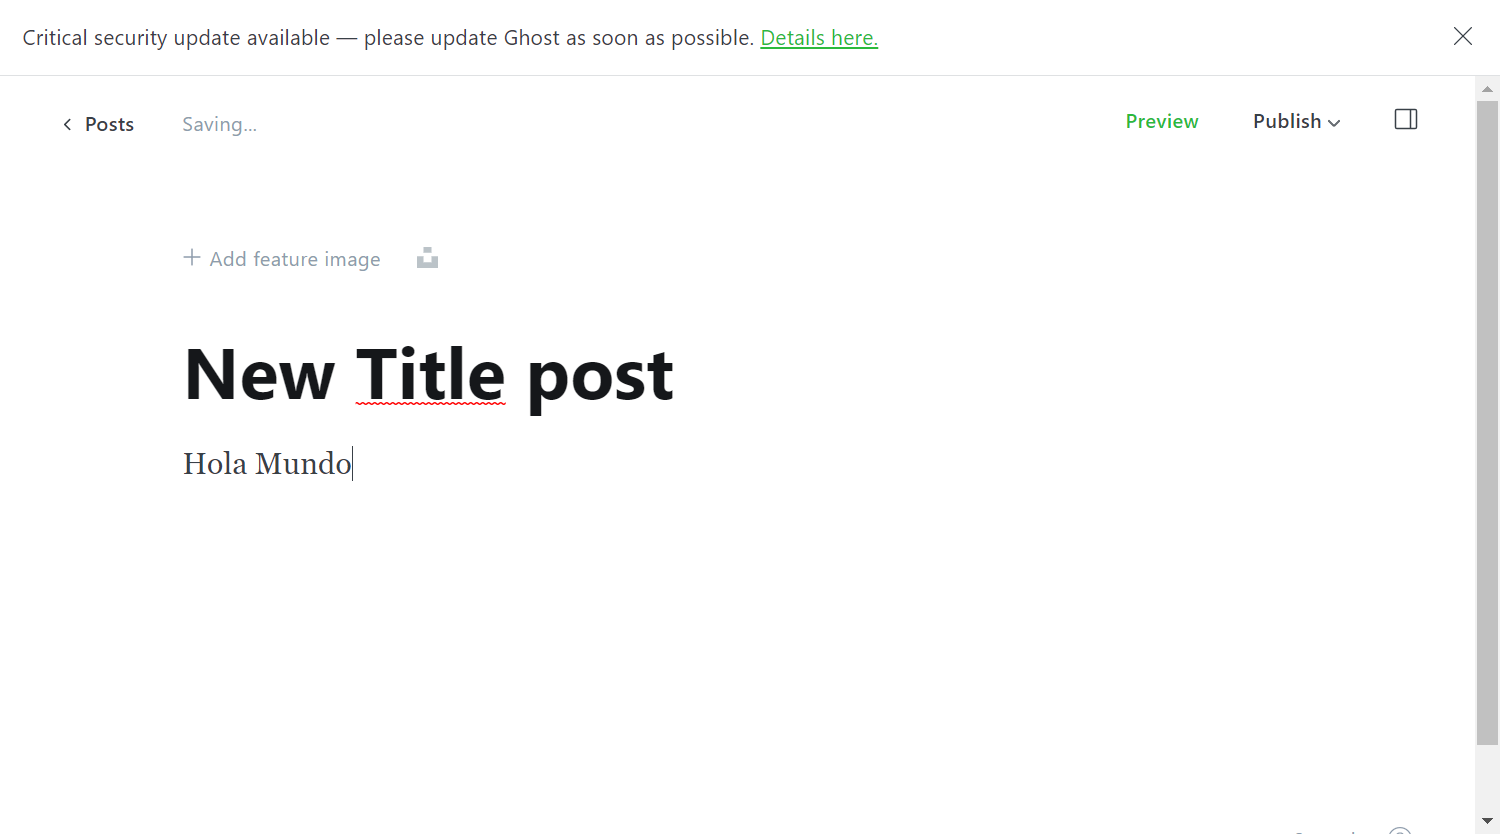 Critical security update available — please update Ghost as soon as possible. Details here.
Posts
Saving...
Preview
Publish
Add feature image
New Title post
Hola Mundo